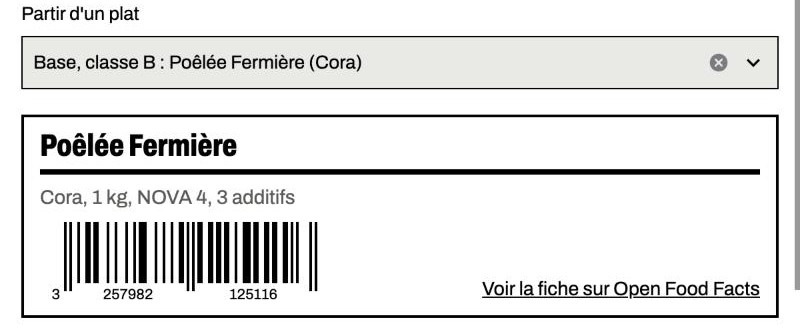 Partir d'un plat
Base, classe B : Poêlée Fermière (Cora)
Poêlée Fermière
Cora, 1 kg, NOVA 4, 3 additifs
3 257982 125116
Voir la fiche sur Open Food Facts